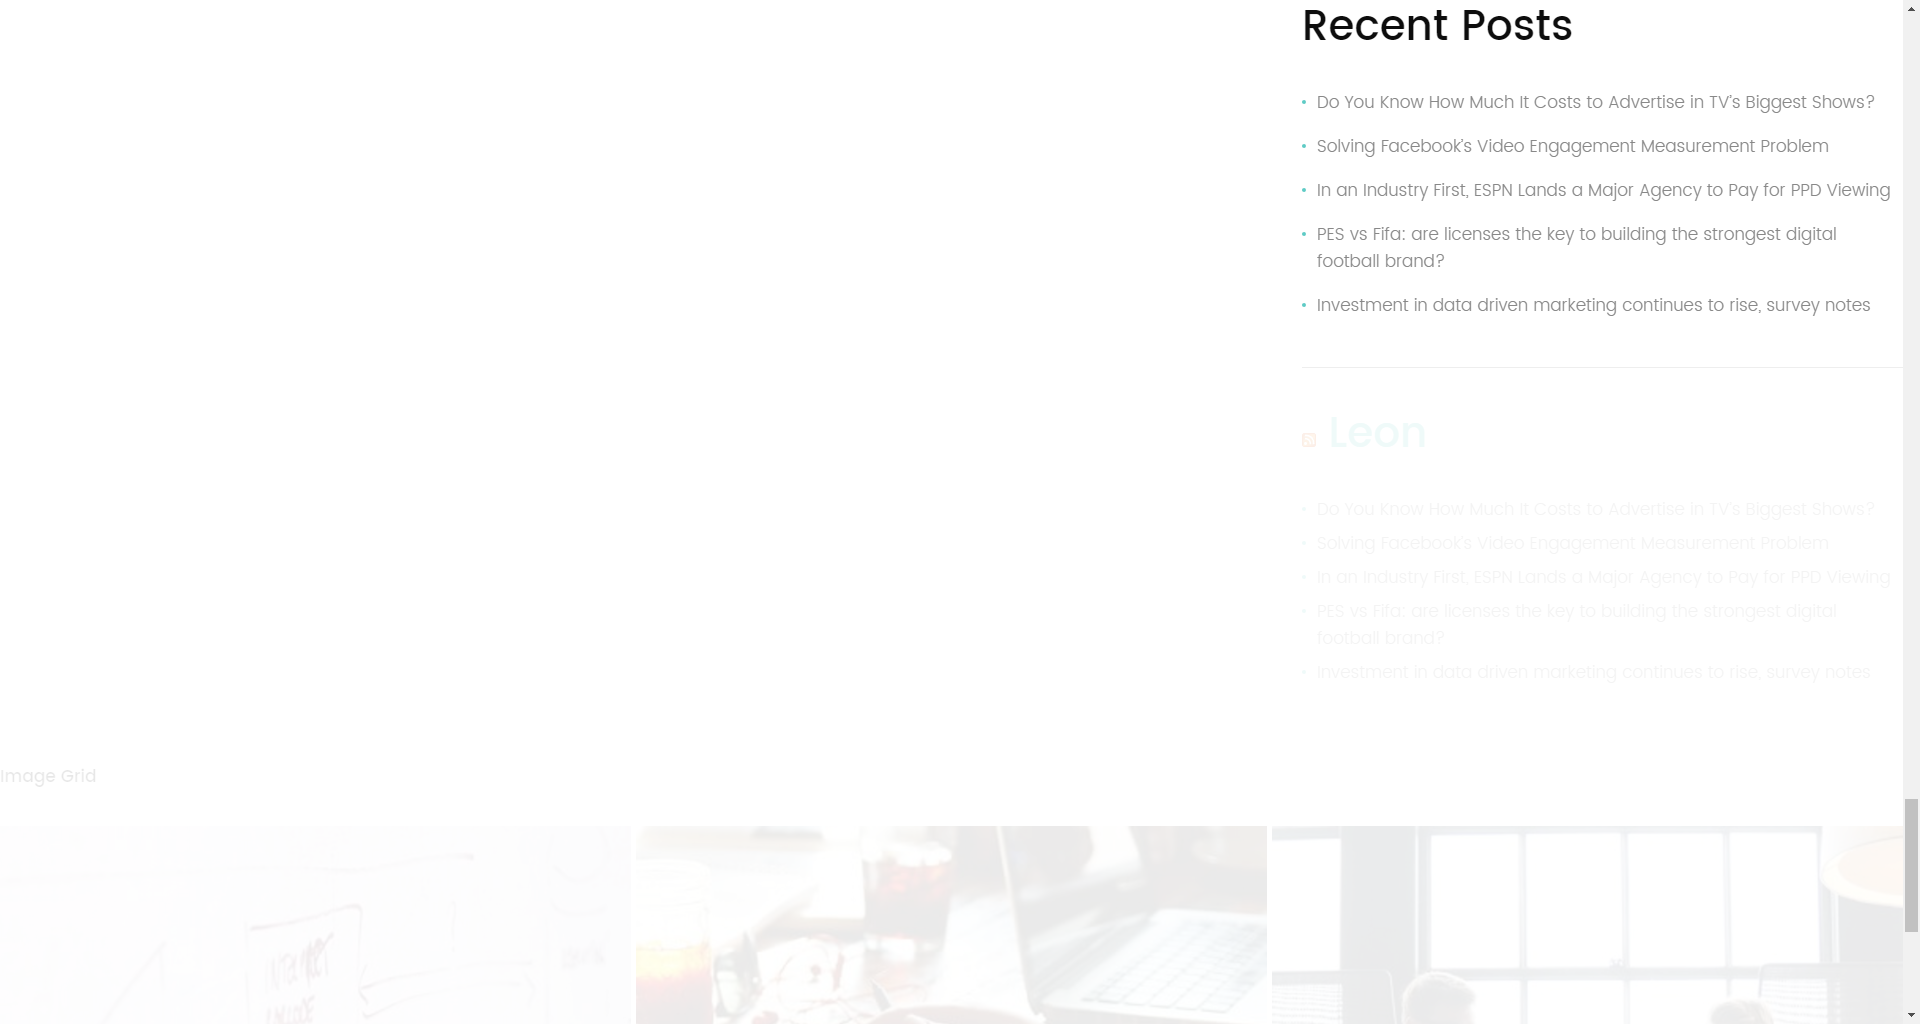 Recent Posts
Do You Know How Much It Costs to Advertise in TV's Biggest Shows?
Solving Facebook's Video Engagement Measurement Problem
In an Industry First, ESPN Lands a Major Agency to Pay for PPD Viewing
PES vs Fifa: are licenses the key to building the strongest digital
football brand?
Investment in data driven marketing continues to rise, survey notes
Leon
Do You Know How Much It Costs to Advertise in TV's Biggest Shows?
Solving Facebook's Video Engagement Measurement Problem
In an Industry First, ESPN Lands a Major Agency to Pay for PPD Viewing
PES vs Fifa: are licenses the key to building the strongest digital
football brand?
Investment in data driven marketing continues to rise, survey notes
Image Grid